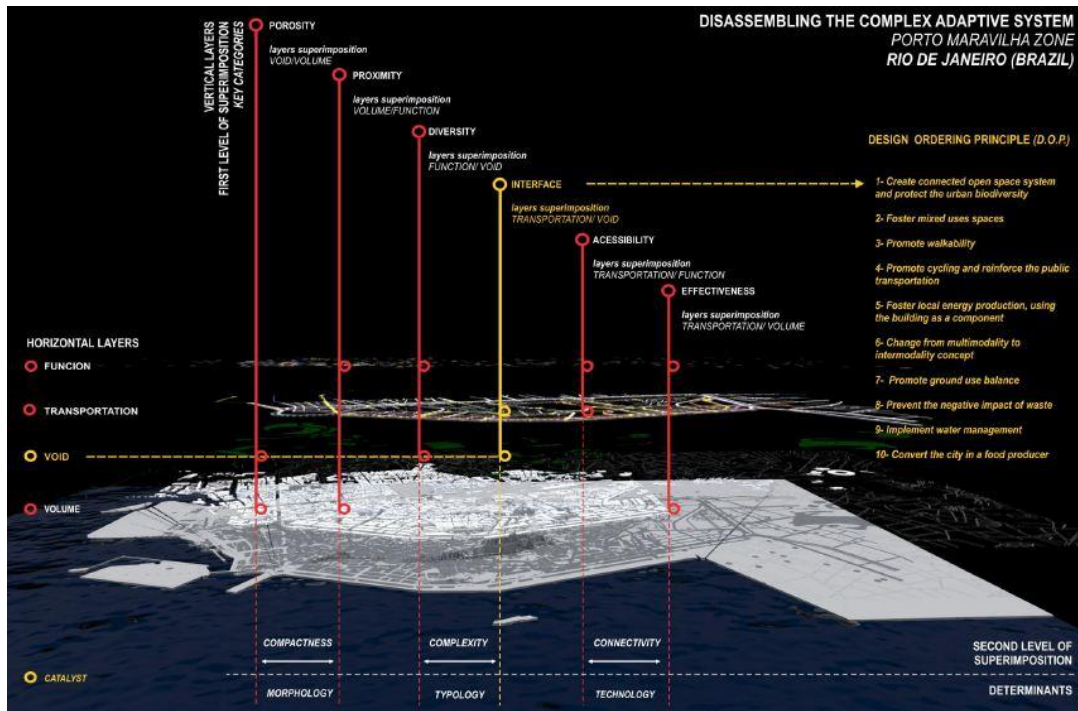 DISASSEMBLING THE COMPLEX ADAPTIVE SYSTEM
PORTO MARAVILHA ZONE
RIO DE JANEIRO (BRAZIL)
VERTICAL LAYERS
FIRST LEVEL OF SUPERIMPOSITION
KEY CATEGORIES
POROSITY
layers superimposition
VOID/VOLUME
PROXIMITY
layers superimposition
VOLUME/FUNCTION
DIVERSITY
layers superimposition
FUNCTION/ VOID
INTERFACE
layers superimposition
TRANSPORTATION/ VOID
ACESSIBILITY
layers superimposition
TRANSPORTATION/ FUNCTION
EFFECTIVENESS
layers superimposition
TRANSPORTATION/ VOLUME
DESIGN ORDERING PRINCIPLE (D.O.P.)
1- Create connected open space system
and protect the urban biodiversity
2- Foster mixed uses spaces
3- Promote walkability
4- Promote cycling and reinforce the public
transportation
5- Foster local energy production, using
the building as a component
6- Change from multimodality to
intermodality concept
7- Promote ground use balance
8- Prevent the negative impact of waste
9- Implement water management
10- Convert the city in a food producer
HORIZONTAL LAYERS
FUNCION
TRANSPORTATION
VOID
VOLUME
CATALYST
COMPACTNESS
COMPLEXITY
CONNECTIVITY
SECOND LEVEL OF
SUPERIMPOSITION
MORPHOLOGY
TYPOLOGY
TECHNOLOGY
DETERMINANTS